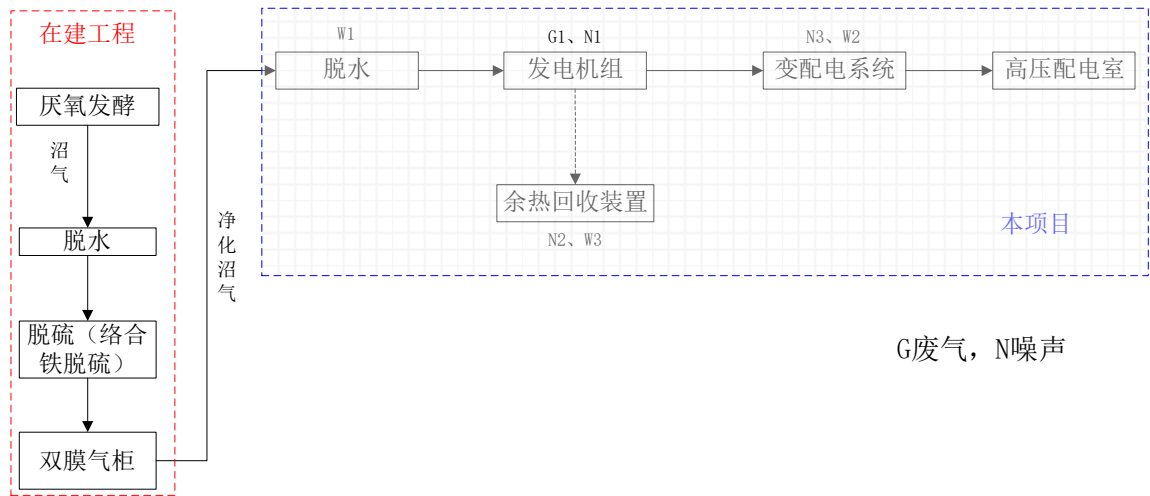 在建工程
厌氧发酵
沼气
脱水
脱硫（络合
铁脱硫）
双膜气柜
净化沼气
W1
脱水
G1、N1
发电机组
N3、W2
变配电系统
高压配电室
余热回收装置
N2、W3
本项目
G废气，N噪声